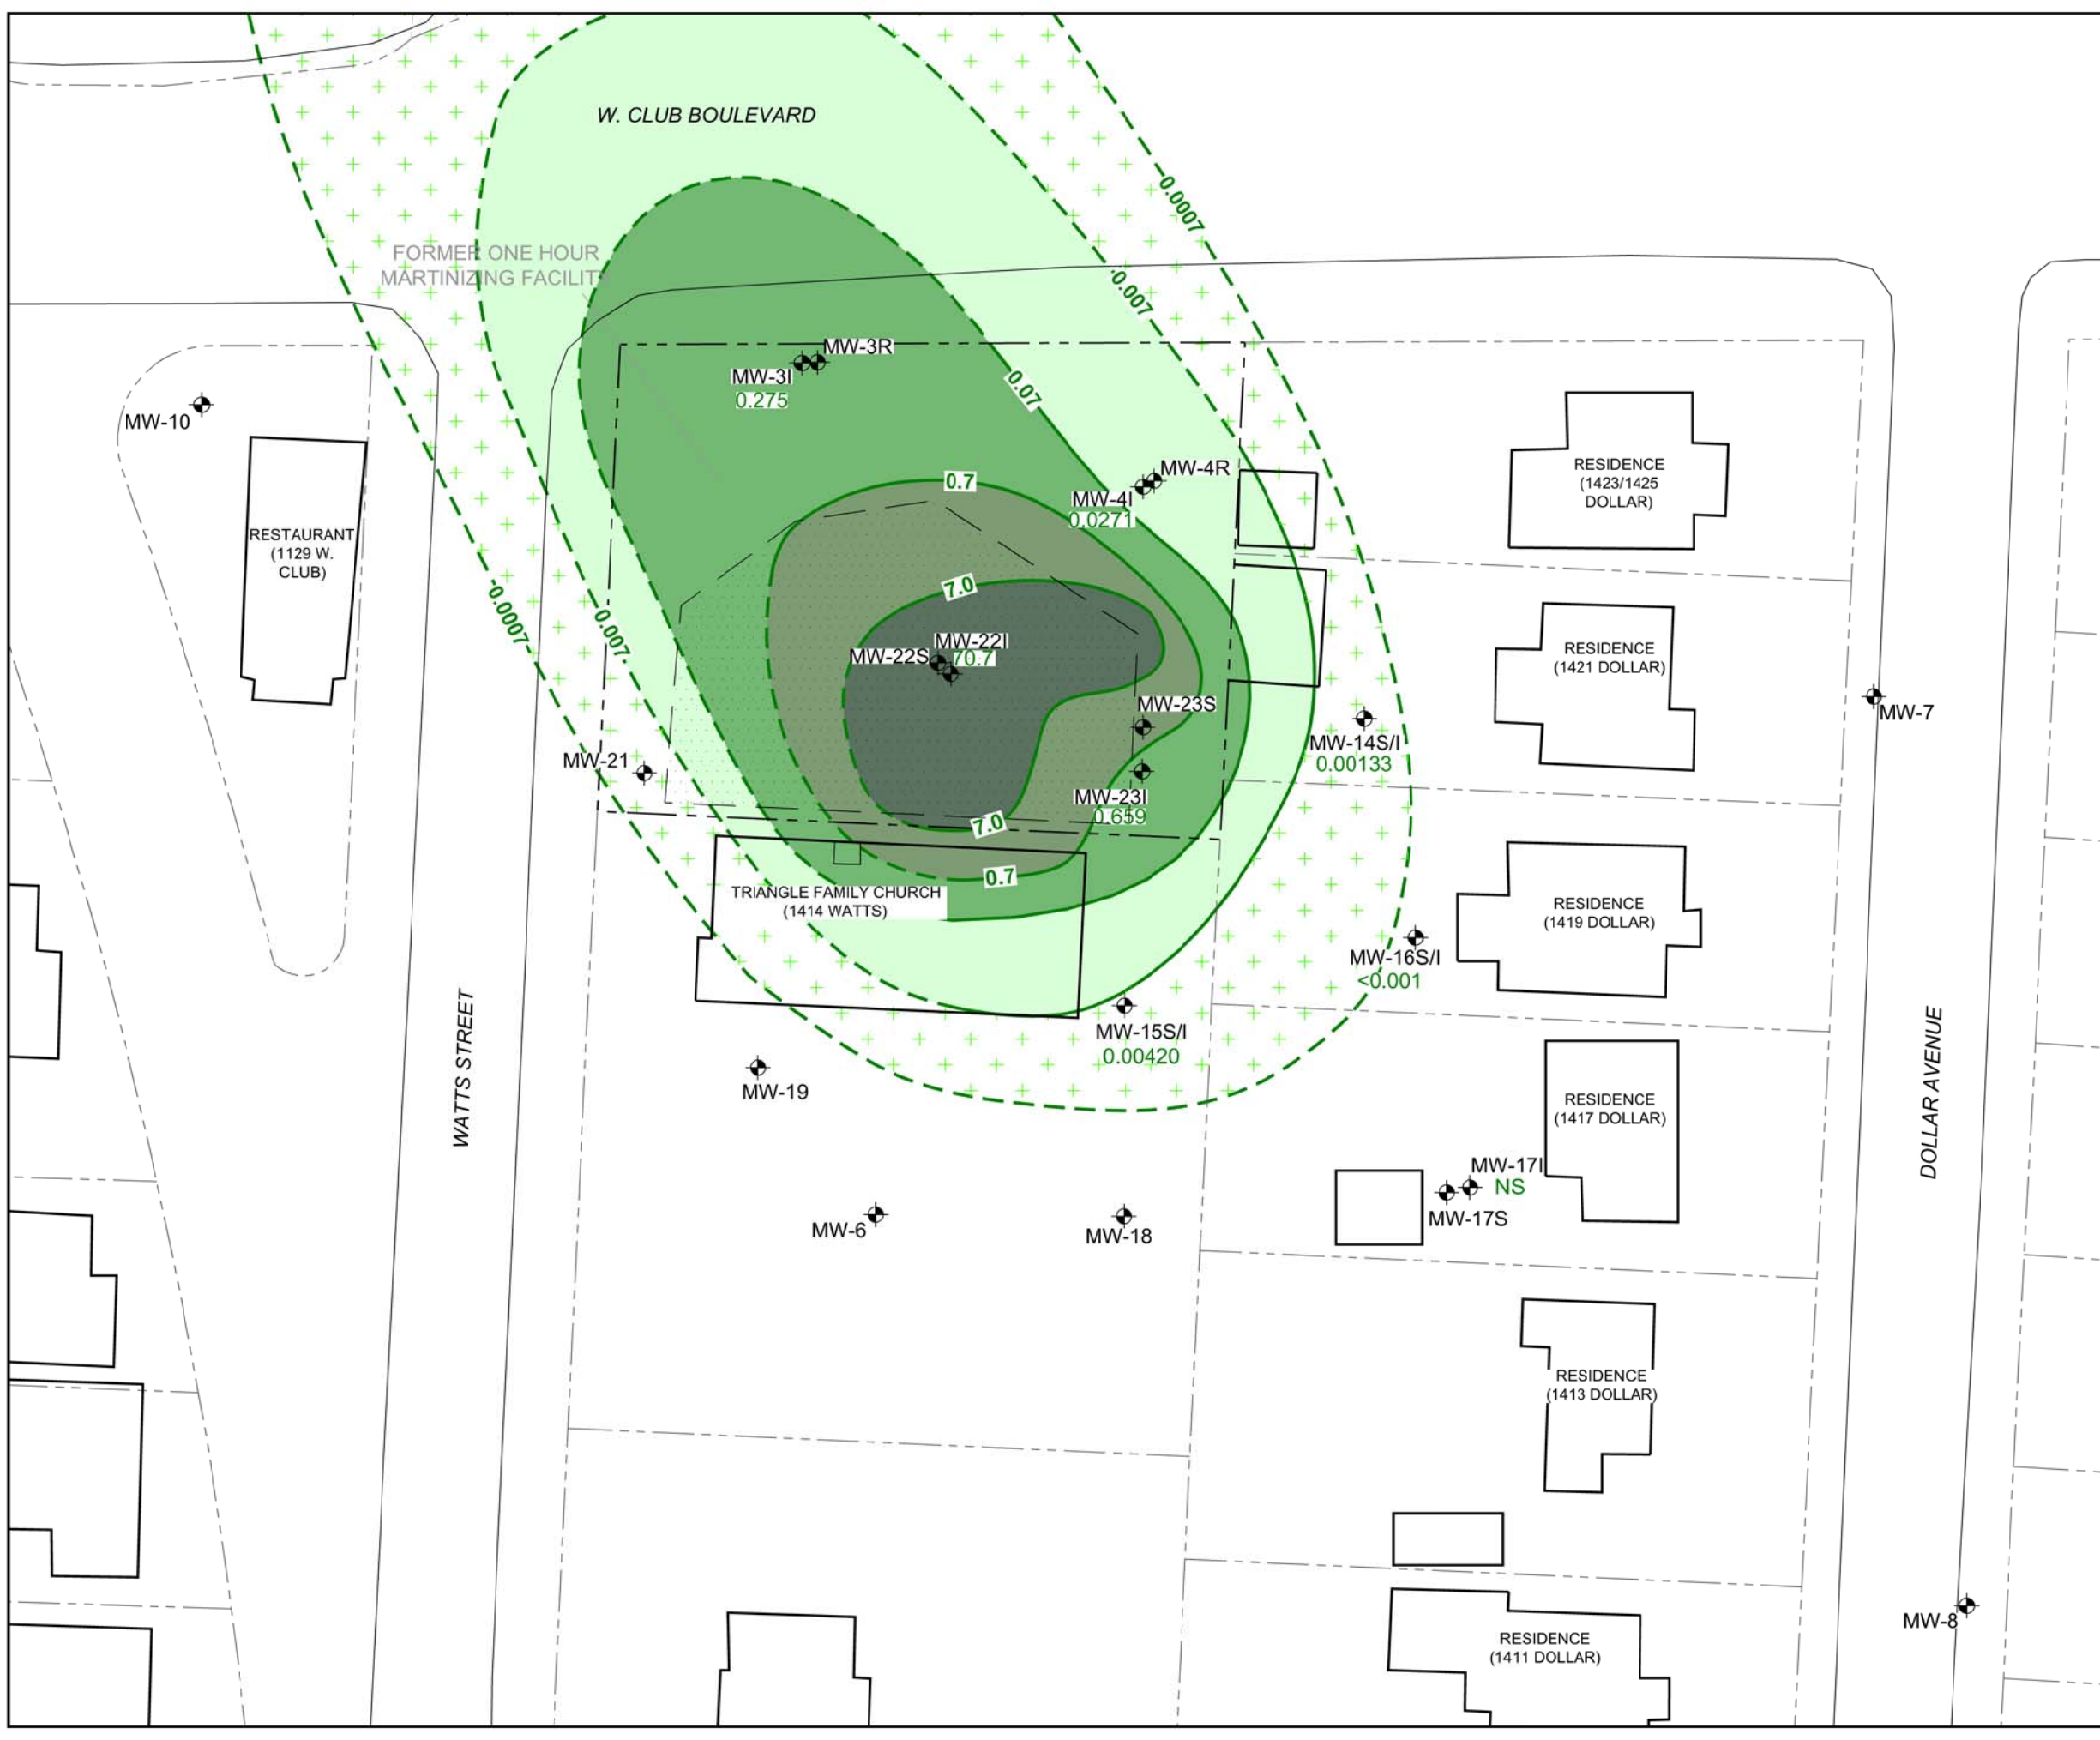 W. CLUB BOULEVARD
0.0007
FORMER ONE HOUR
MARTINIZING FACILIT
0.007
MW-3R
MW-3I
0.275
0.07
MW-10
MW-4R
MW-4I
0.0271
0.7
RESIDENCE
(1423/1425
DOLLAR)
RESTAURANT
(1129 W.
CLUB)
7.0
0.0007
0.007
MW-22I
MW-22S
70.7
RESIDENCE
(1421 DOLLAR)
MW-23S
MW-7
MW-14S/I
0.00133
MW-21
MW-23I
0.659
7.0
0.7
TRIANGLE FAMILY CHURCH
(1414 WATTS)
RESIDENCE
(1419 DOLLAR)
MW-16S/I
<0.001
MW-15S/I
0.00420
WATTS STREET
MW-19
DOLLAR AVENUE
RESIDENCE
(1417 DOLLAR)
MW-17I
NS
MW-17S
MW-6
MW-18
RESIDENCE
(1413 DOLLAR)
MW-8
RESIDENCE
(1411 DOLLAR)